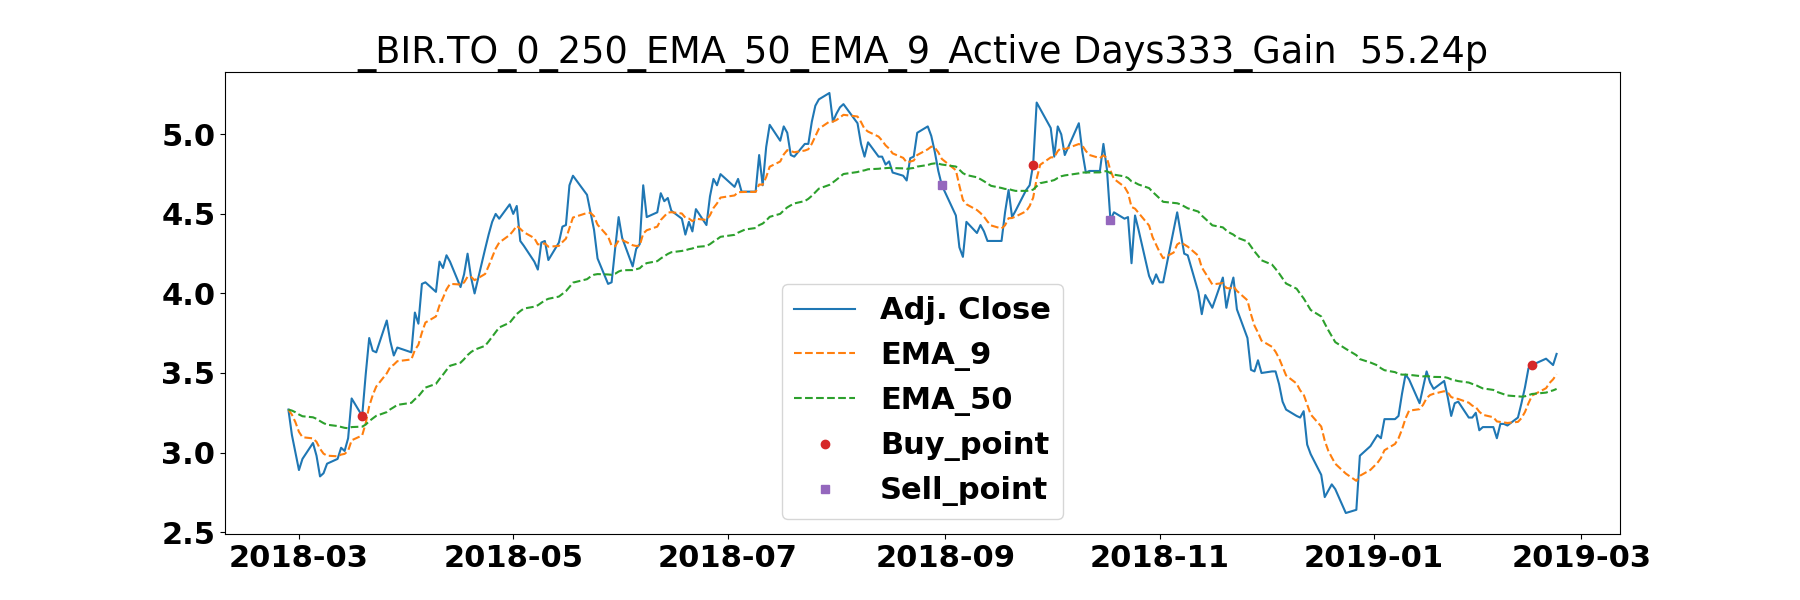 _BIR.TO_0_250_EMA_50_EMA_9_Active Days333_Gain  55.24p
5.0
4.5
4.0
3.5
3.0
2.5
Adj. Close
EMA_9
EMA_50
Buy_point
Sell_point
2018-03 2018-05 2018-07 2018-09 2018-11 2019-01 2019-03